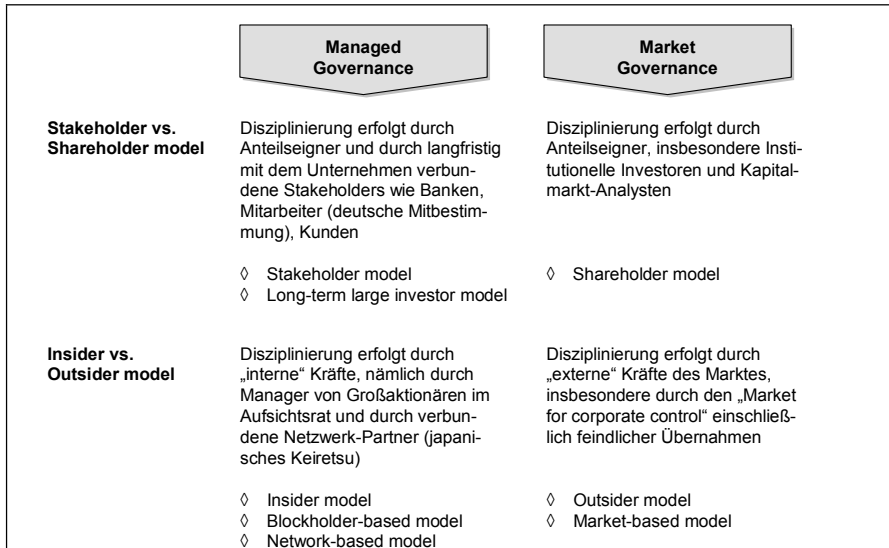 Managed
Governance
Market
Governance
Stakeholder vs.
Shareholder model
Disziplinierung erfolgt durch
Anteilseigner und durch langfristig
mit dem Unternehmen verbun-
dene Stakeholders wie Banken,
Mitarbeiter (deutsche Mitbestim-
mung), Kunden
◊ Stakeholder model
◊ Long-term large investor model
Disziplinierung erfolgt durch
Anteilseigner, insbesondere Insti-
tutionelle Investoren und Kapital-
markt-Analysten
◊ Shareholder model
Insider vs.
Outsider model
Disziplinierung erfolgt durch
„interne“ Kräfte, nämlich durch
Manager von Großaktionären im
Aufsichtsrat und durch verbun-
dene Netzwerk-Partner (japani-
sches Keiretsu)
◊ Insider model
◊ Blockholder-based model
◊ Network-based model
Disziplinierung erfolgt durch
„externe“ Kräfte des Marktes,
insbesondere durch den „Market
for corporate control“ einschließ-
lich feindlicher Übernahmen
◊ Outsider model
◊ Market-based model